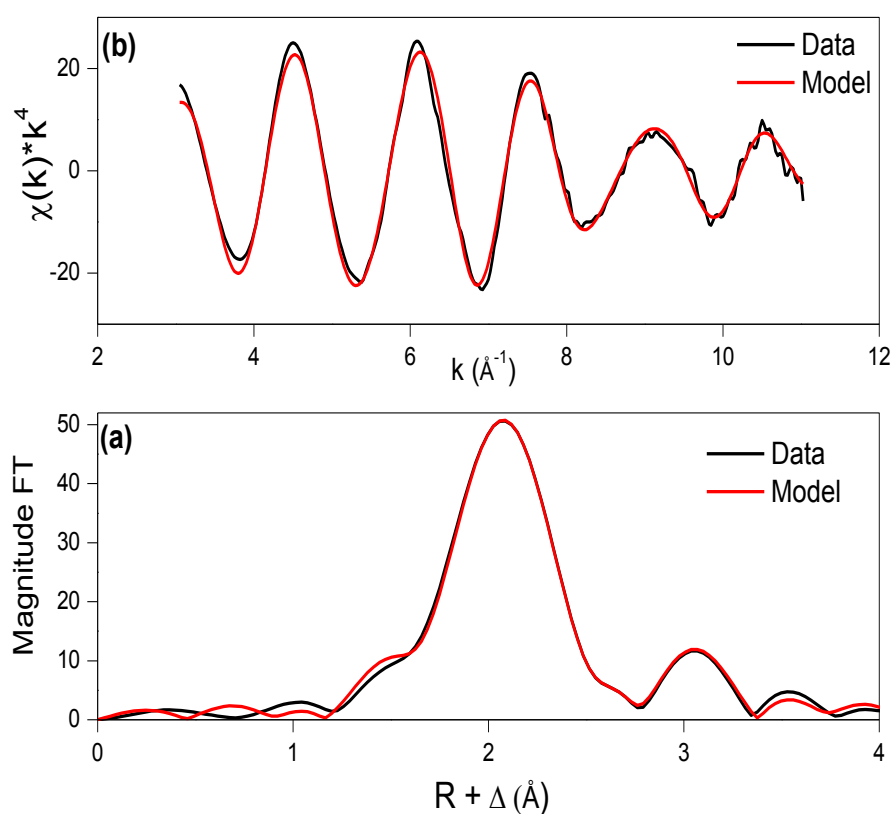 (b)
Data
Model
χ(k)*k⁴
20
0
-20
2 4 6 8 10 12
k (Å⁻¹)
(a)
Data
Model
Magnitude FT
50
40
30
20
10
0
0 1 2 3 4
R + Δ (Å)